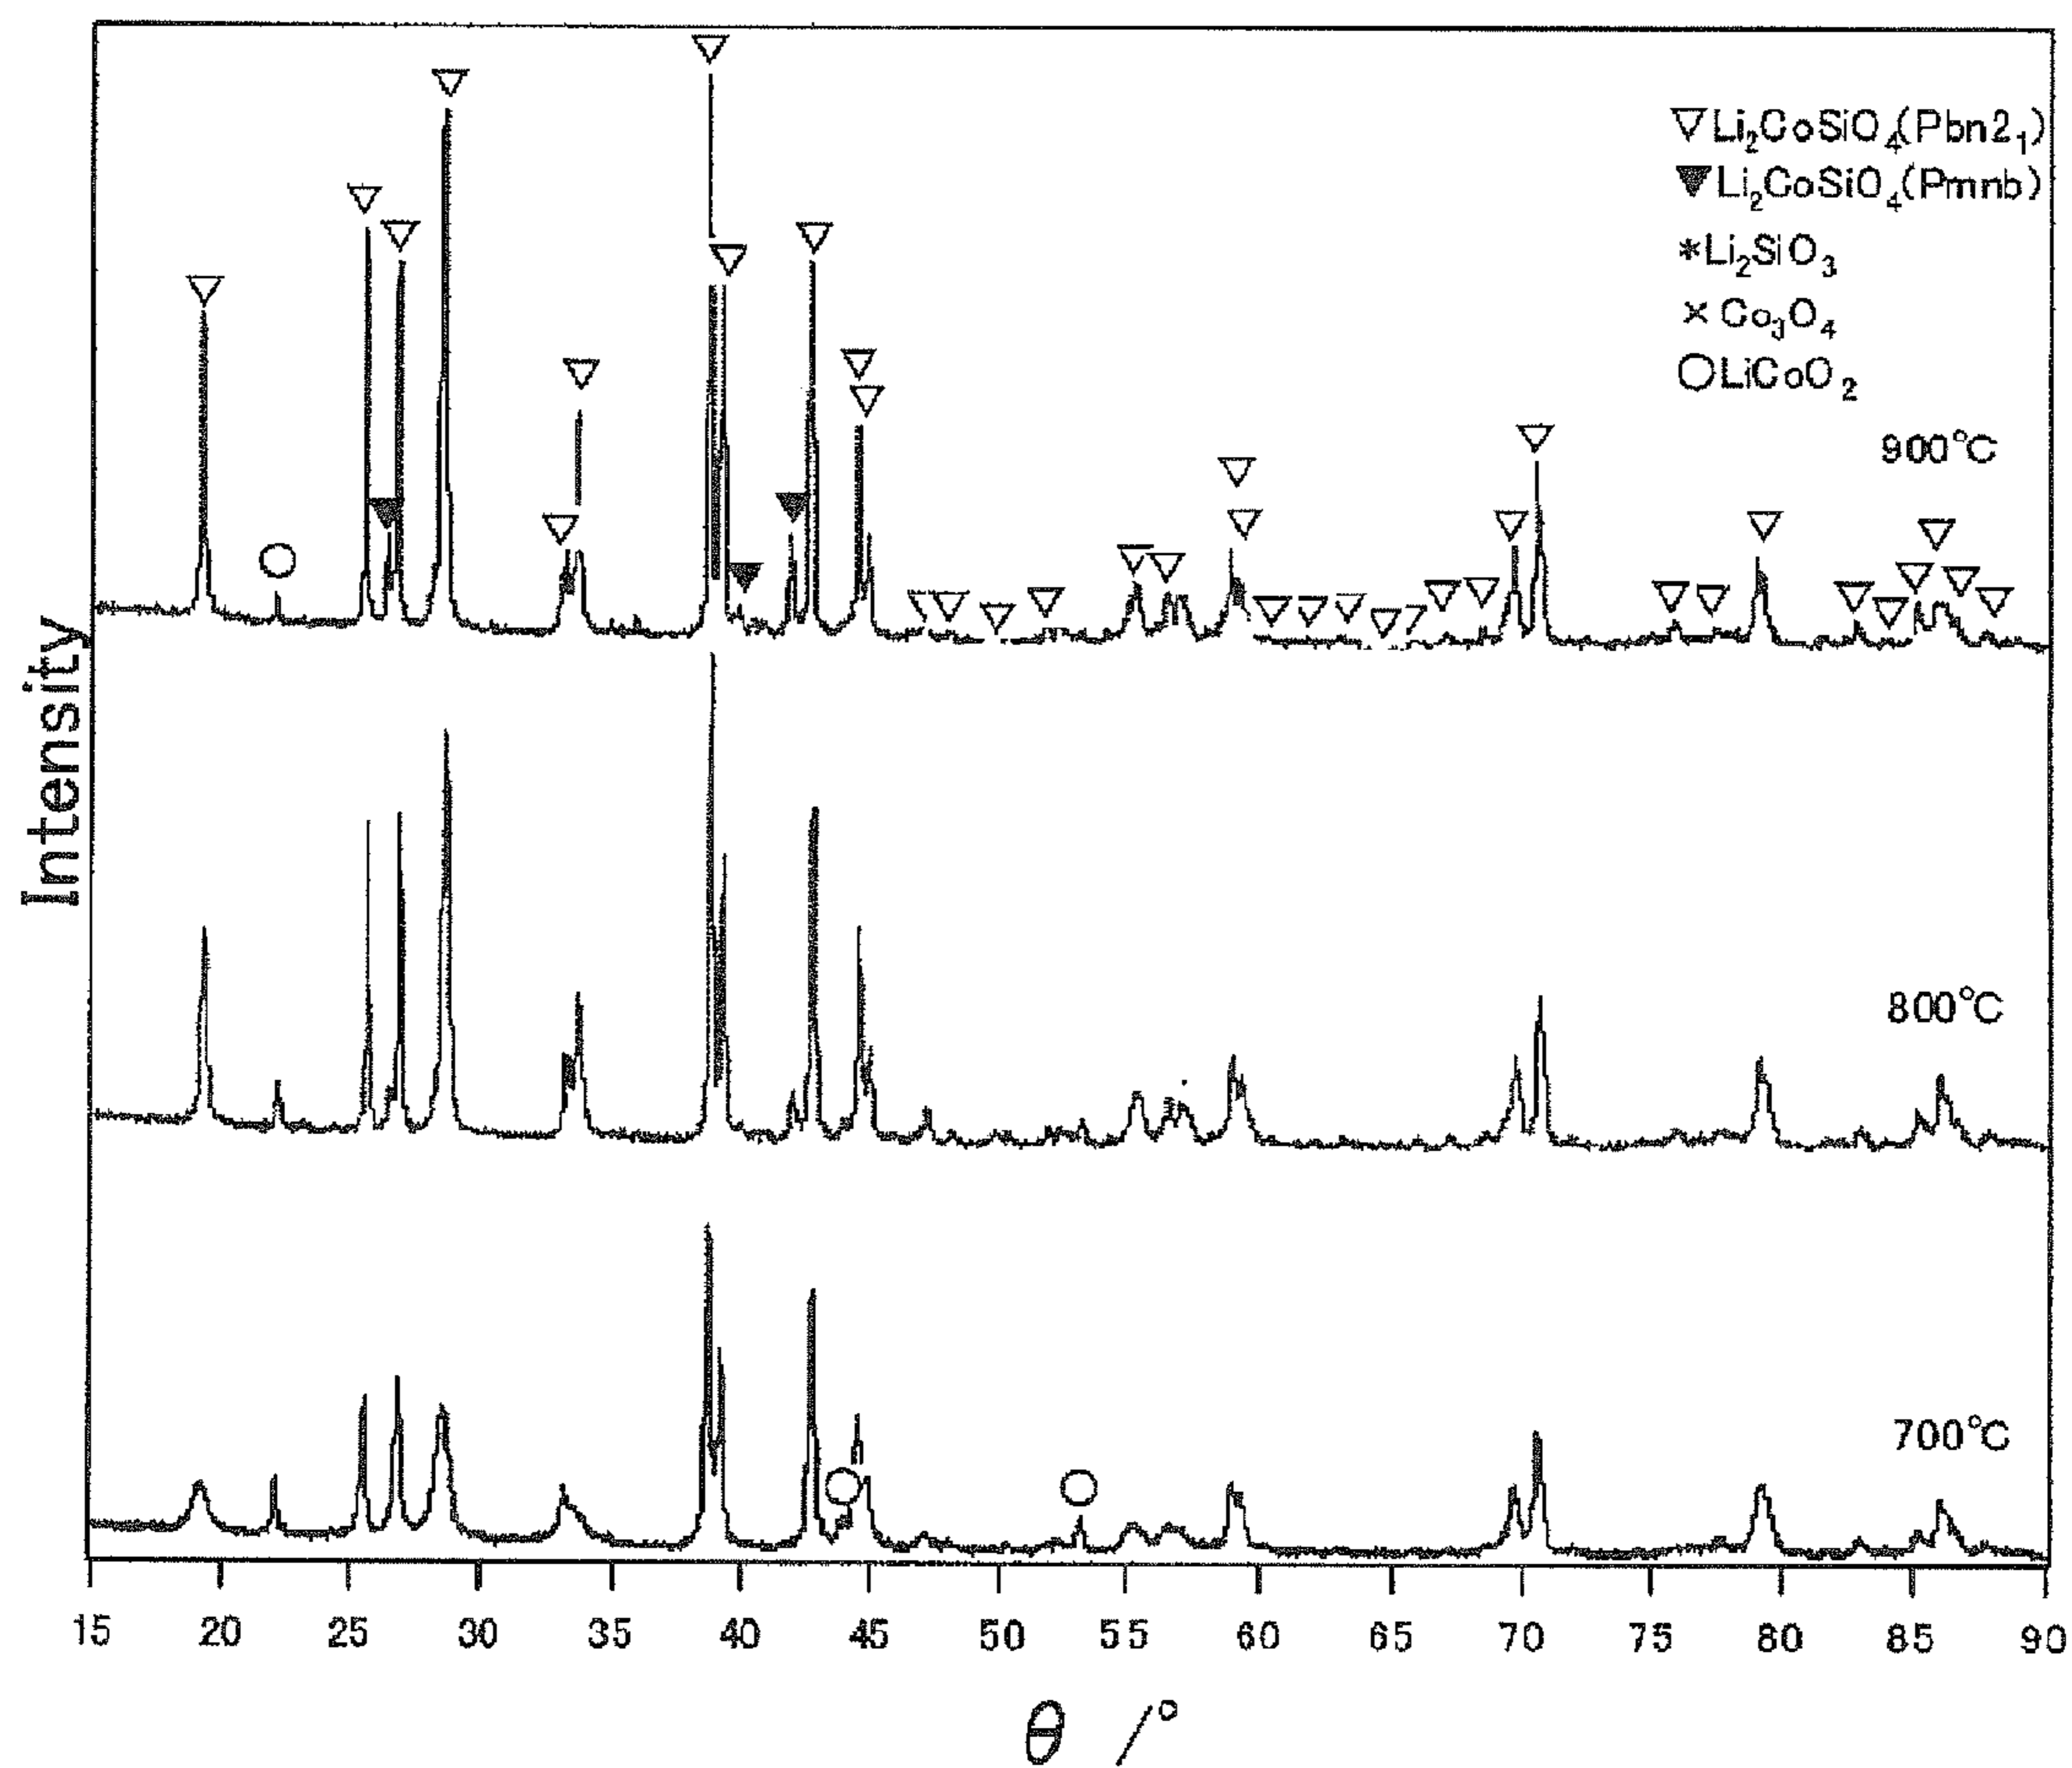 ▽Li₂CoSiO₄(Pbn2₁)
▼Li₂CoSiO₄(Pmnb)
*Li₂SiO₃
× Co₃O₄
○LiCoO₂
900°C
Intensity
800°C
700°C
15 20 25 30 35 40 45 50 55 60 65 70 75 80 85 90
θ /°